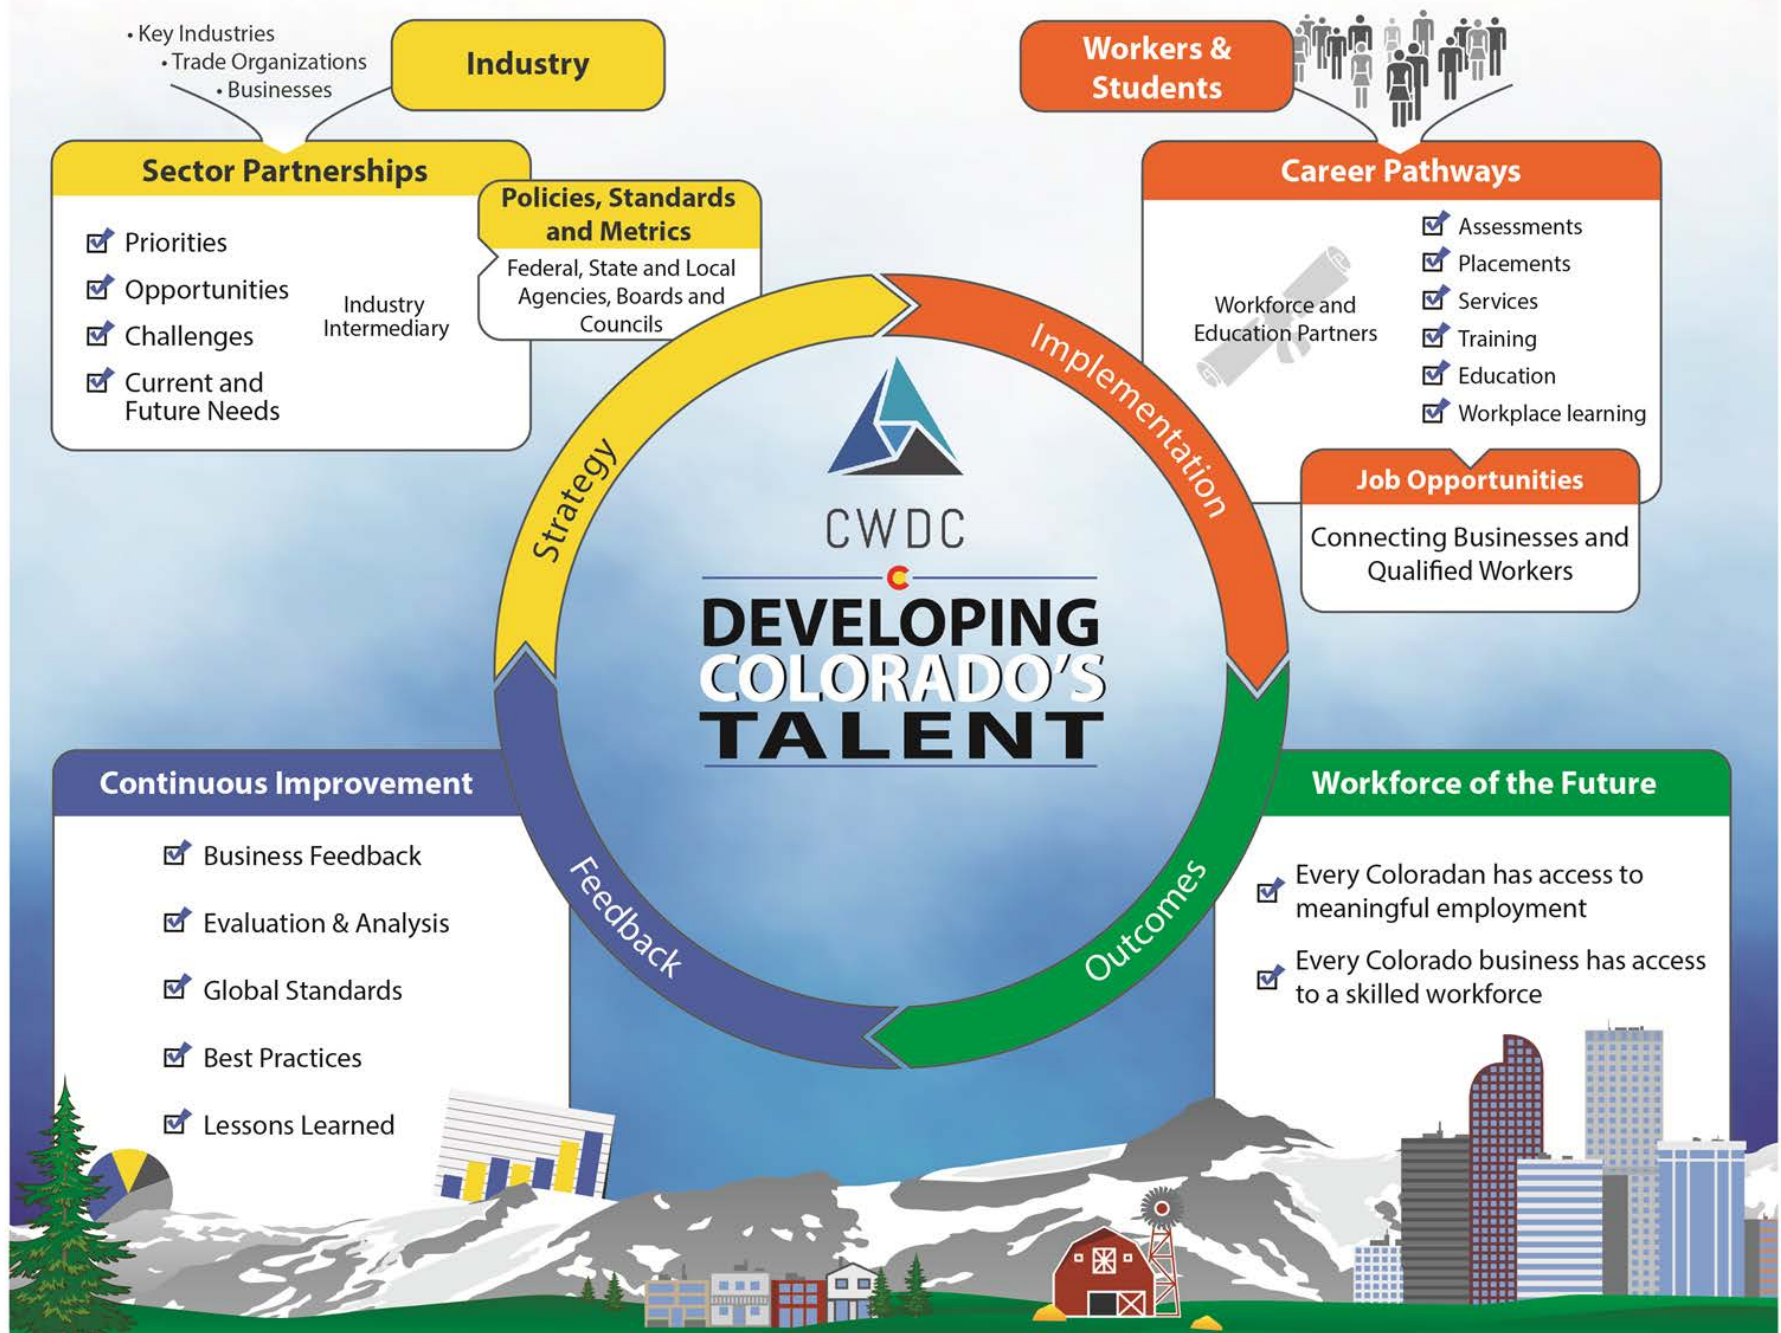 • Key Industries
• Trade Organizations
• Businesses
Industry
Sector Partnerships
Priorities
Opportunities
Challenges
Current and
Future Needs
Industry
Intermediary
Policies, Standards
and Metrics
Federal, State and Local
Agencies, Boards and
Councils
Workers &
Students
Career Pathways
Workforce and
Education Partners
Assessments
Placements
Services
Training
Education
Workplace learning
Job Opportunities
Connecting Businesses and
Qualified Workers
Strategy
Implementation
Outcomes
Feedback
CWDC
DEVELOPING
COLORADO'S
TALENT
Continuous Improvement
Business Feedback
Evaluation & Analysis
Global Standards
Best Practices
Lessons Learned
Workforce of the Future
Every Coloradan has access to
meaningful employment
Every Colorado business has access
to a skilled workforce